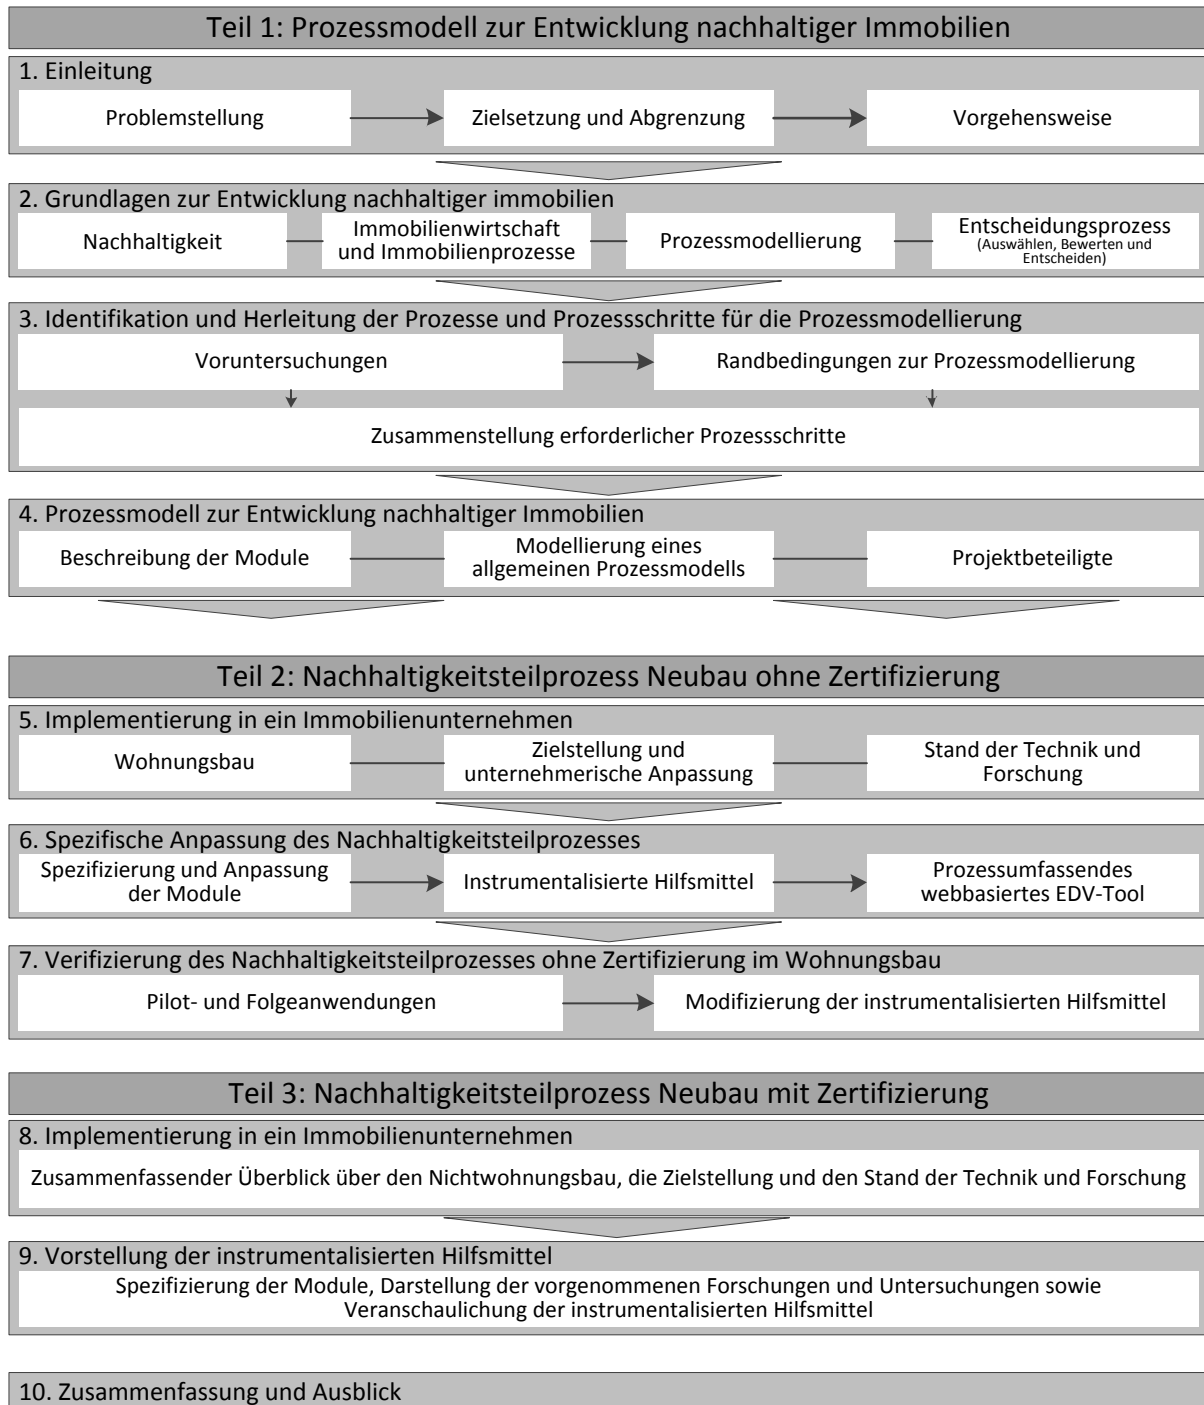 Teil 1: Prozessmodell zur Entwicklung nachhaltiger Immobilien
1. Einleitung
Problemstellung
Zielsetzung und Abgrenzung
Vorgehensweise
2. Grundlagen zur Entwicklung nachhaltiger immobilien
Nachhaltigkeit
Immobilienwirtschaft
und Immobilienprozesse
Prozessmodellierung
Entscheidungsprozess
(Auswählen, Bewerten und
Entscheiden)
3. Identifikation und Herleitung der Prozesse und Prozessschritte für die Prozessmodellierung
Voruntersuchungen
Randbedingungen zur Prozessmodellierung
Zusammenstellung erforderlicher Prozessschritte
4. Prozessmodell zur Entwicklung nachhaltiger Immobilien
Beschreibung der Module
Modellierung eines
allgemeinen Prozessmodells
Projektbeteiligte
Teil 2: Nachhaltigkeitsteilprozess Neubau ohne Zertifizierung
5. Implementierung in ein Immobilienunternehmen
Wohnungsbau
Zielstellung und
unternehmerische Anpassung
Stand der Technik und
Forschung
6. Spezifische Anpassung des Nachhaltigkeitsteilprozesses
Spezifizierung und Anpassung
der Module
Instrumentalisierte Hilfsmittel
Prozessumfassendes
webbasiertes EDV-Tool
7. Verifizierung des Nachhaltigkeitsteilprozesses ohne Zertifizierung im Wohnungsbau
Pilot- und Folgeanwendungen
Modifizierung der instrumentalisierten Hilfsmittel
Teil 3: Nachhaltigkeitsteilprozess Neubau mit Zertifizierung
8. Implementierung in ein Immobilienunternehmen
Zusammenfassender Überblick über den Nichtwohnungsbau, die Zielstellung und den Stand der Technik und Forschung
9. Vorstellung der instrumentalisierten Hilfsmittel
Spezifizierung der Module, Darstellung der vorgenommenen Forschungen und Untersuchungen sowie
Veranschaulichung der instrumentalisierten Hilfsmittel
10. Zusammenfassung und Ausblick